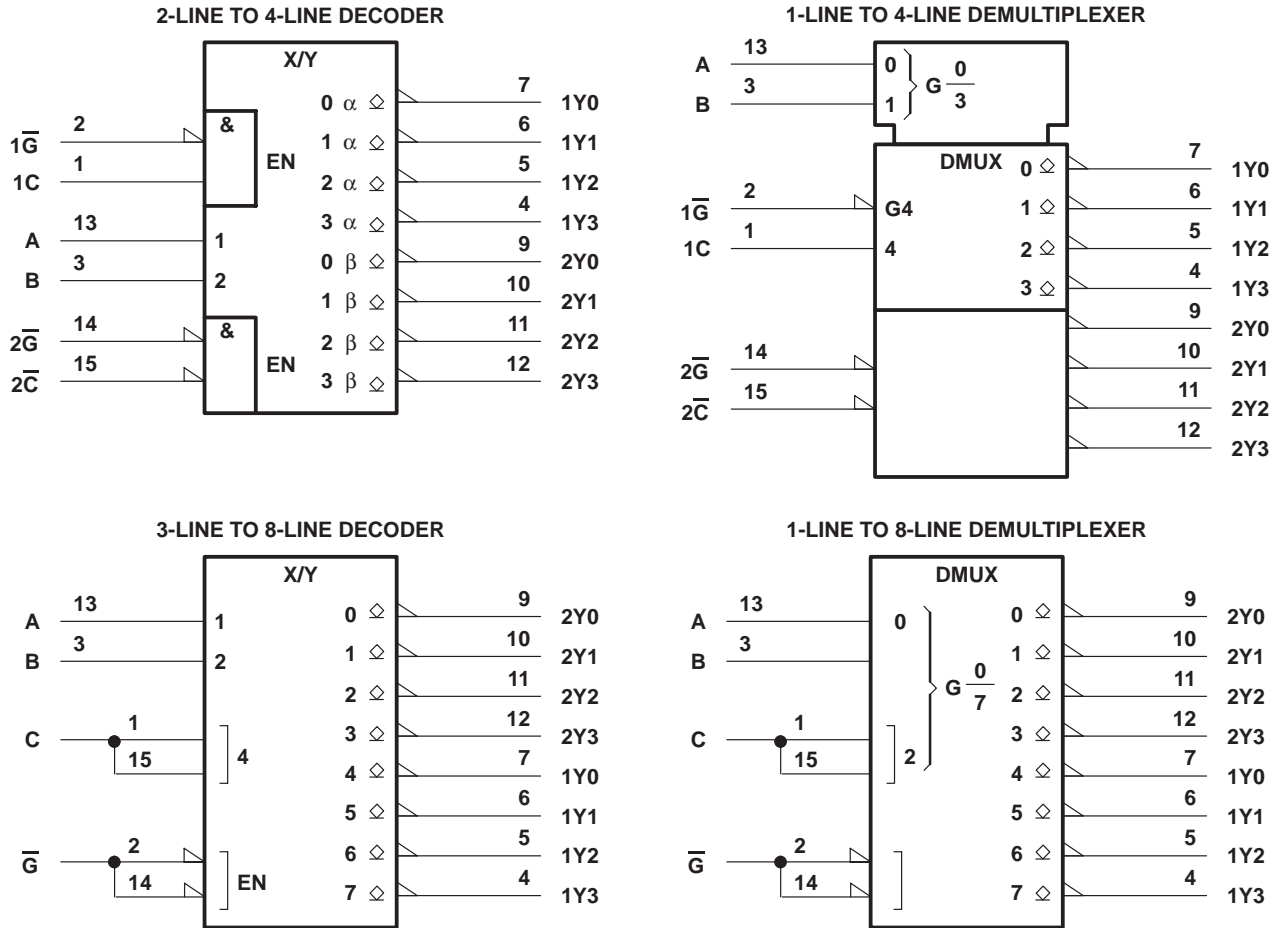 2-LINE TO 4-LINE DECODER
X/Y
1G̅ 2 & EN
1C 1
A 13 1
B 3 2
2G̅ 14 & EN
2C̅ 15
0 α 7 1Y0
1 α 6 1Y1
2 α 5 1Y2
3 α 4 1Y3
0 β 9 2Y0
1 β 10 2Y1
2 β 11 2Y2
3 β 12 2Y3
1-LINE TO 4-LINE DEMULTIPLEXER
A 13 0
B 3 1
G 0/3
DMUX
1G̅ 2 G4
1C 1 4
2G̅ 14
2C̅ 15
0 7 1Y0
1 6 1Y1
2 5 1Y2
3 4 1Y3
9 2Y0
10 2Y1
11 2Y2
12 2Y3
3-LINE TO 8-LINE DECODER
X/Y
A 13 1
B 3 2
C 1 15 4
G̅ 2 14 EN
0 9 2Y0
1 10 2Y1
2 11 2Y2
3 12 2Y3
4 7 1Y0
5 6 1Y1
6 5 1Y2
7 4 1Y3
1-LINE TO 8-LINE DEMULTIPLEXER
DMUX
A 13 0
B 3
C 1 15 2
G 0/7
G̅ 2 14
0 9 2Y0
1 10 2Y1
2 11 2Y2
3 12 2Y3
4 7 1Y0
5 6 1Y1
6 5 1Y2
7 4 1Y3